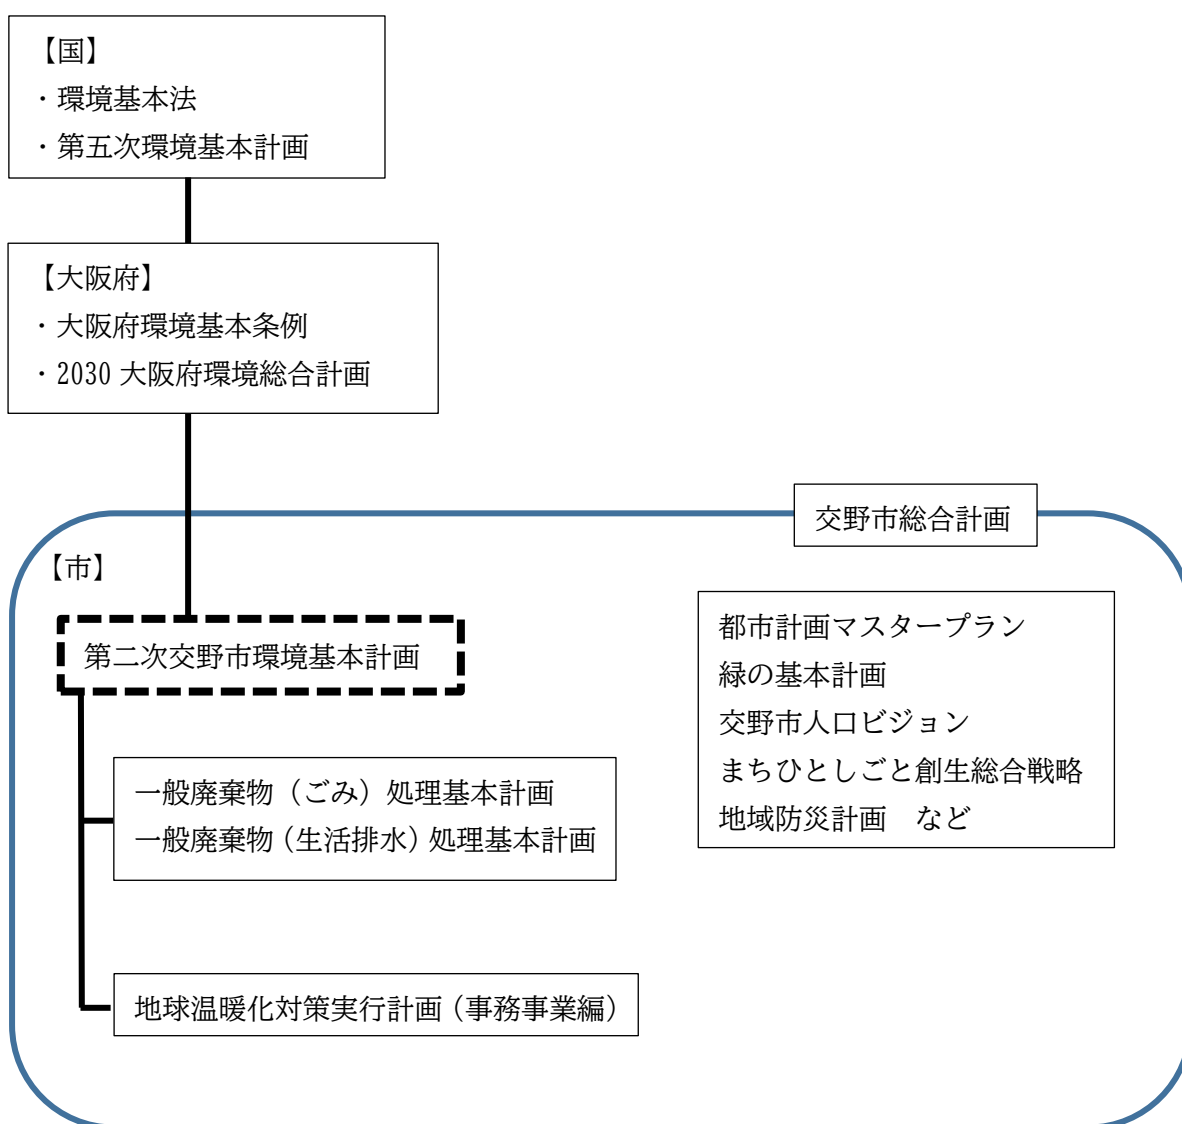 【国】
・環境基本法
・第五次環境基本計画
【大阪府】
・大阪府環境基本条例
・2030 大阪府環境総合計画
交野市総合計画
【市】
第二次交野市環境基本計画
都市計画マスタープラン
緑の基本計画
交野市人口ビジョン
まちひとしごと創生総合戦略
地域防災計画　など
一般廃棄物（ごみ）処理基本計画
一般廃棄物（生活排水）処理基本計画
地球温暖化対策実行計画（事務事業編）